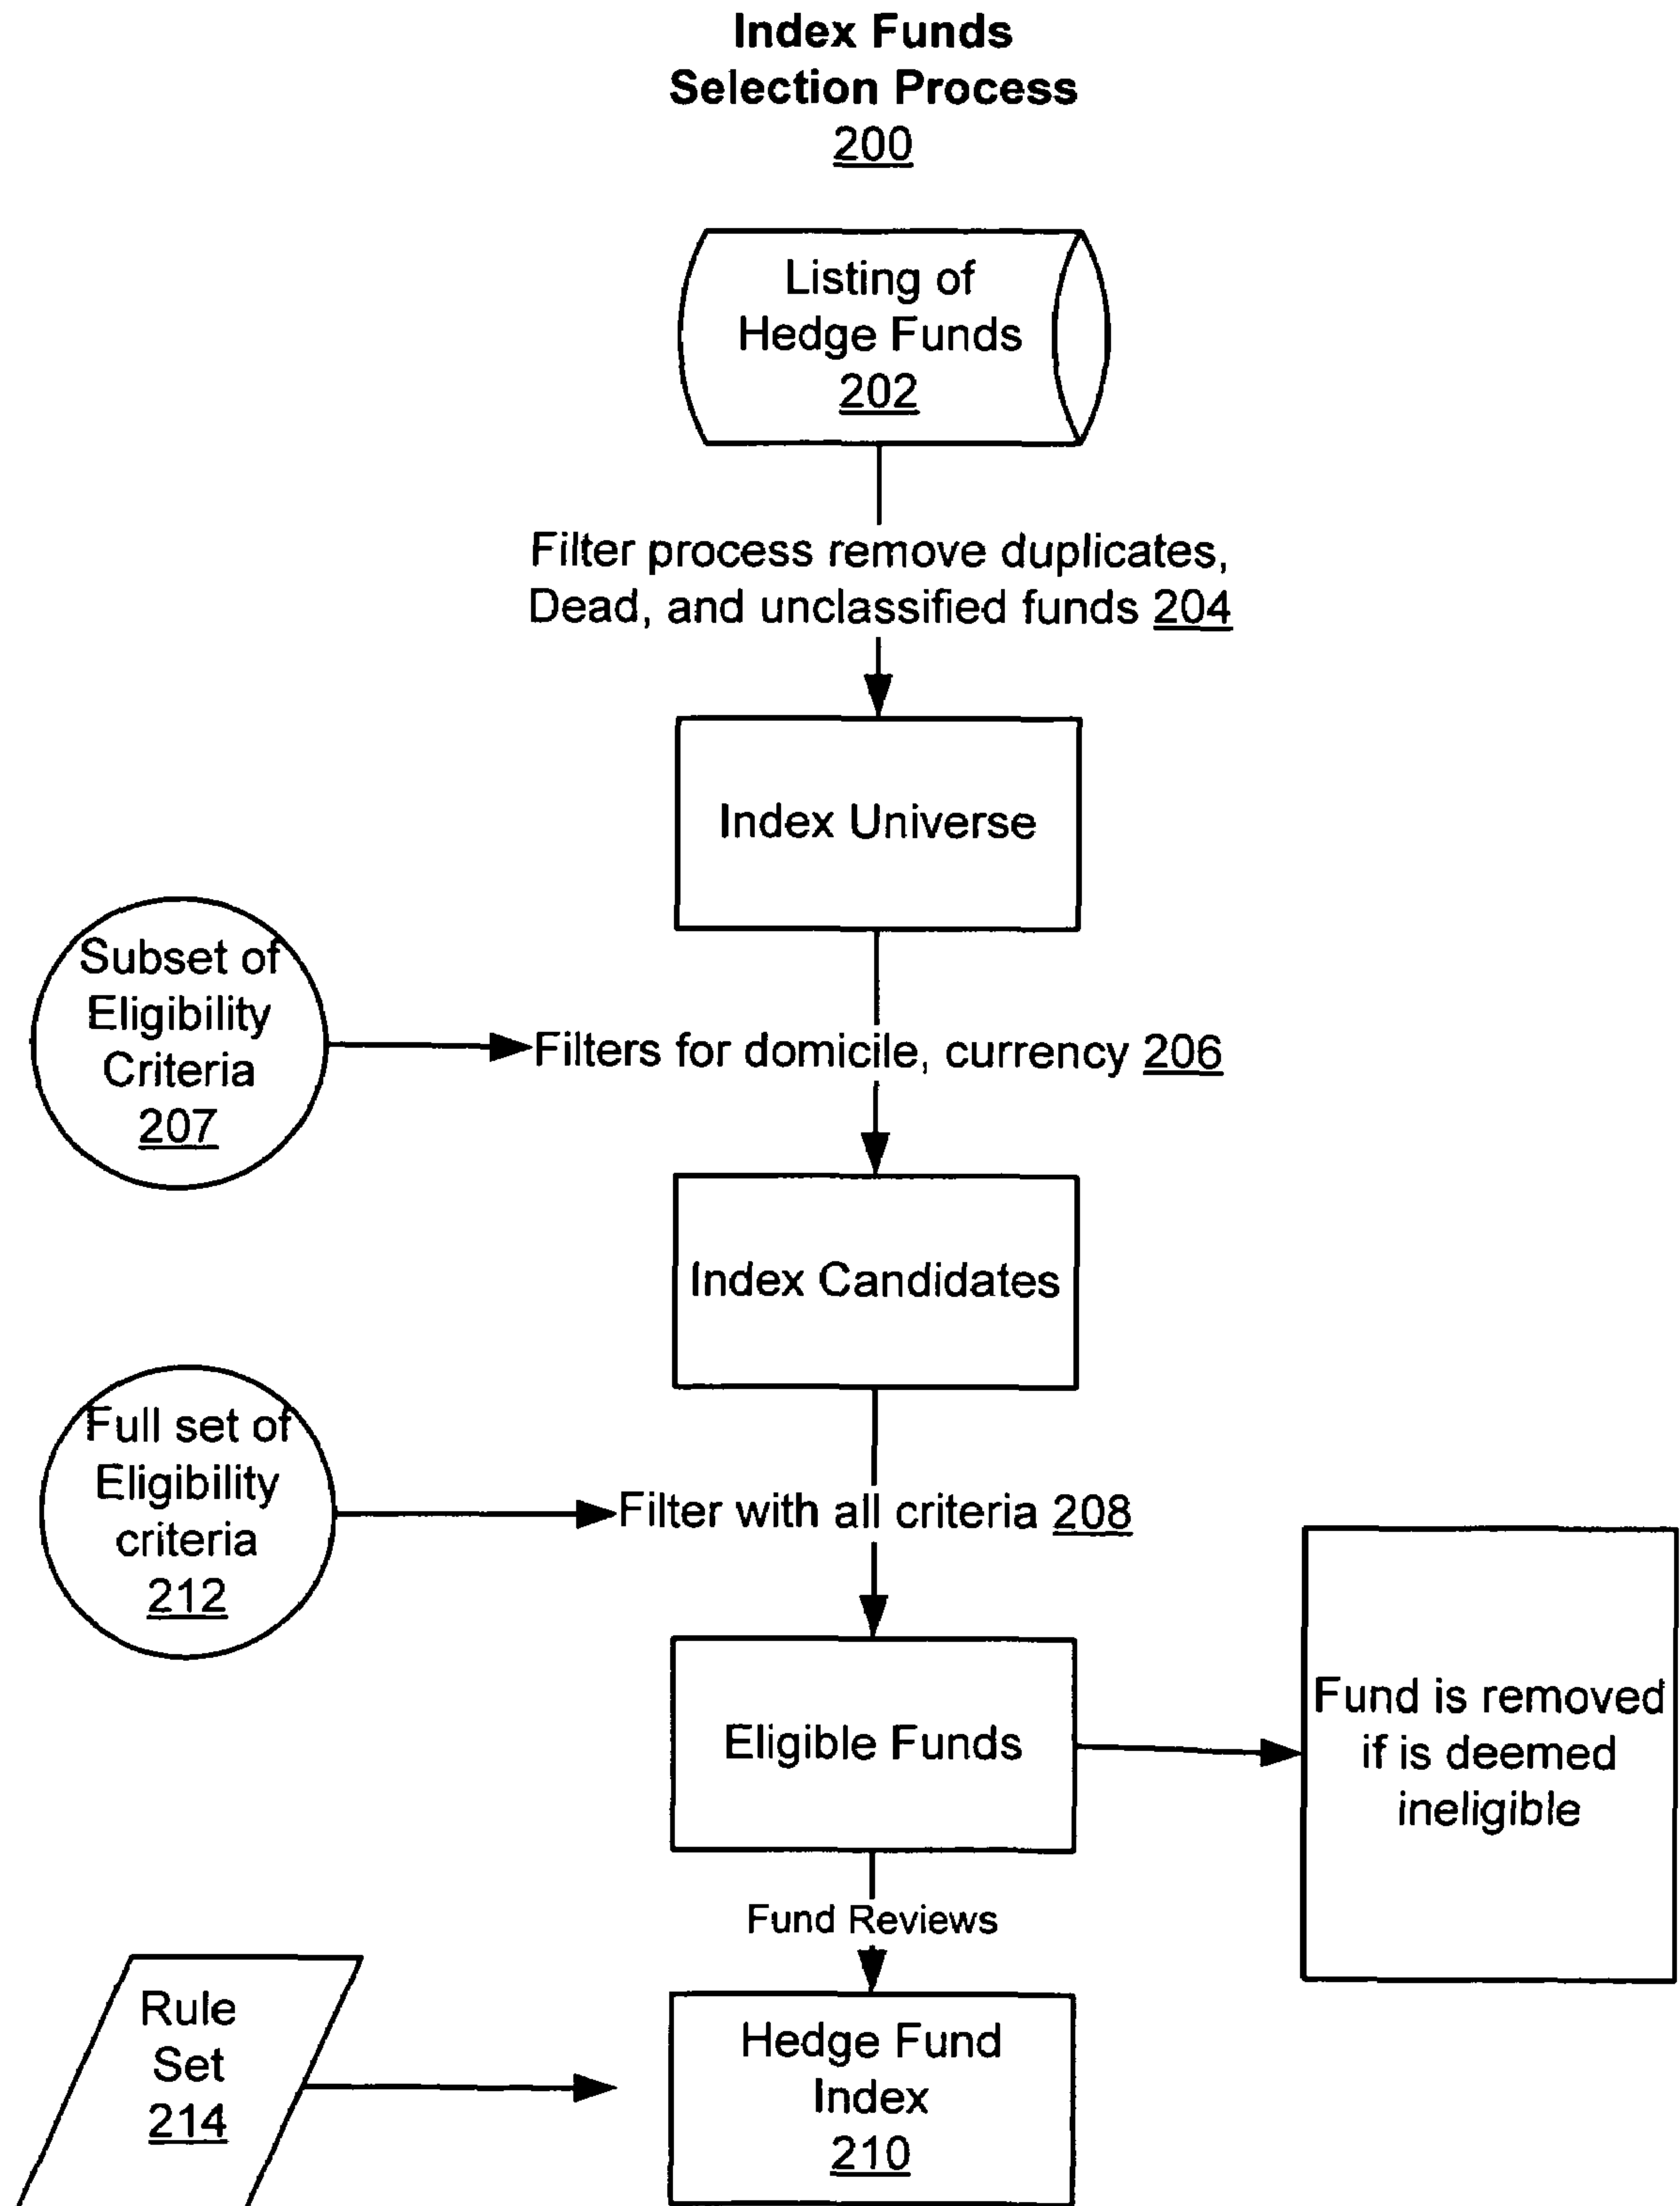 Index Funds
Selection Process
200
Listing of
Hedge Funds
202
Filter process remove duplicates,
Dead, and unclassified funds 204
Index Universe
Subset of
Eligibility
Criteria
207
Filters for domicile, currency 206
Index Candidates
Full set of
Eligibility
criteria
212
Filter with all criteria 208
Eligible Funds
Fund is removed
if is deemed
ineligible
Fund Reviews
Rule
Set
214
Hedge Fund
Index
210